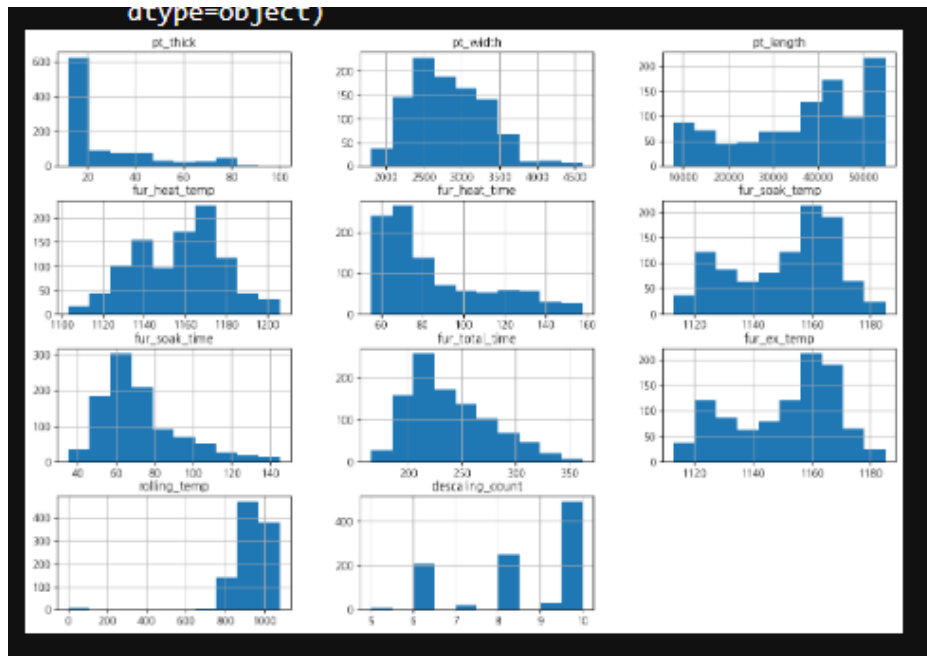 dtype=object)
pt_thick pt_width pt_length
600 400 200 0
200 150 100 50 0
200 150 100 50 0
20 40 60 80 100
2000 2500 3000 3500 4000 4500
10000 20000 30000 40000 50000
fur_heat_temp fur_heat_time fur_soak_temp
200 150 100 50 0
200 100 0
200 150 100 50 0
1100 1120 1140 1160 1180 1200
60 80 100 120 140 160
1120 1140 1160 1180
fur_soak_time fur_total_time fur_ex_temp
300 200 100 0
200 100 0
200 150 100 50 0
40 60 80 100 120 140
200 250 300 350
1120 1140 1160 1180
rolling_temp descaling_count
400 300 200 100 0
400 200 0
0 200 400 600 800 1000
5 6 7 8 9 10